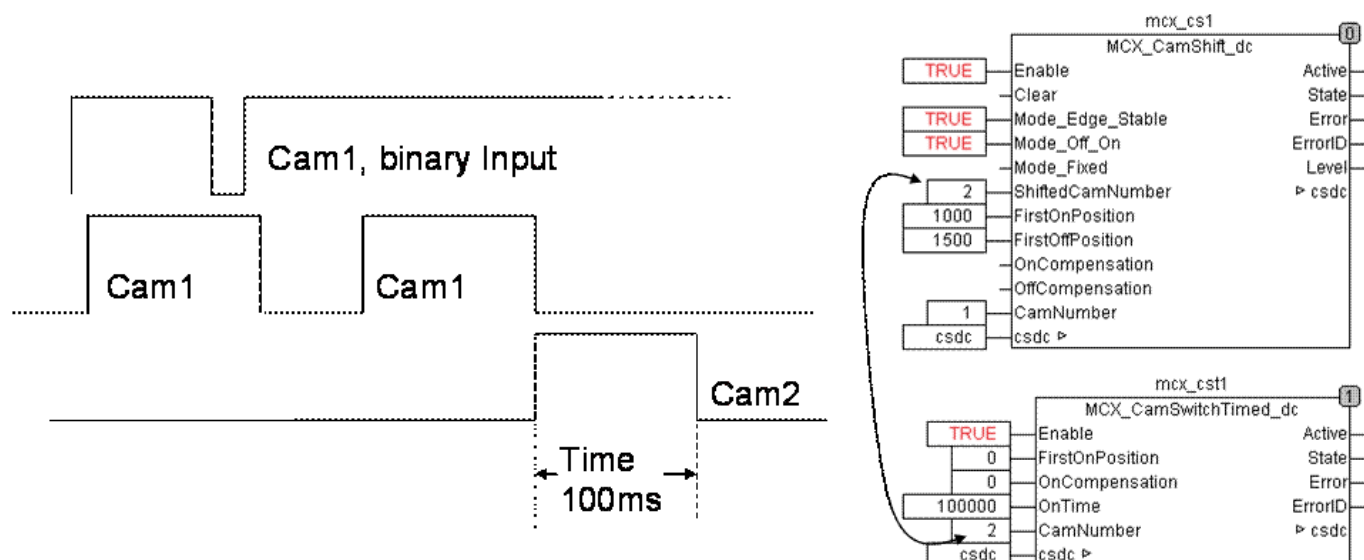 Cam1, binary Input
Cam1
Cam1
Cam2
Time
100ms
mcx_cs1
0
MCX_CamShift_dc
TRUE Enable Active
Clear State
TRUE Mode_Edge_Stable Error
TRUE Mode_Off_On ErrorID
Mode_Fixed Level
2 ShiftedCamNumber csdc
1000 FirstOnPosition
1500 FirstOffPosition
OnCompensation
OffCompensation
1 CamNumber
csdc csdc
mcx_cst1
1
MCX_CamSwitchTimed_dc
TRUE Enable Active
0 FirstOnPosition State
0 OnCompensation Error
100000 OnTime ErrorID
2 CamNumber csdc
csdc csdc